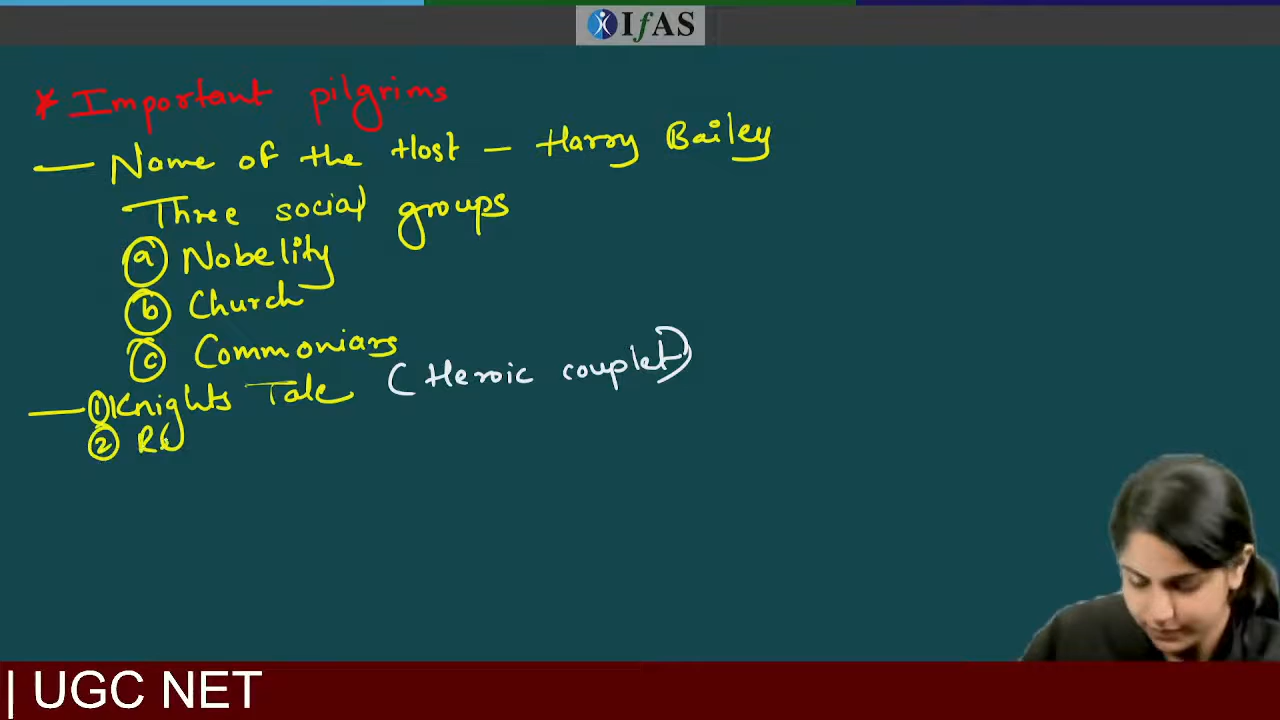 IfAS
* Important pilgrims
— Name of the Host – Harry Bailey
Three social groups
(a) Nobelity
(b) Church
(c) Commoniars
— (1) Knights Tale (Heroic couplet)
(2) Re
| UGC NET